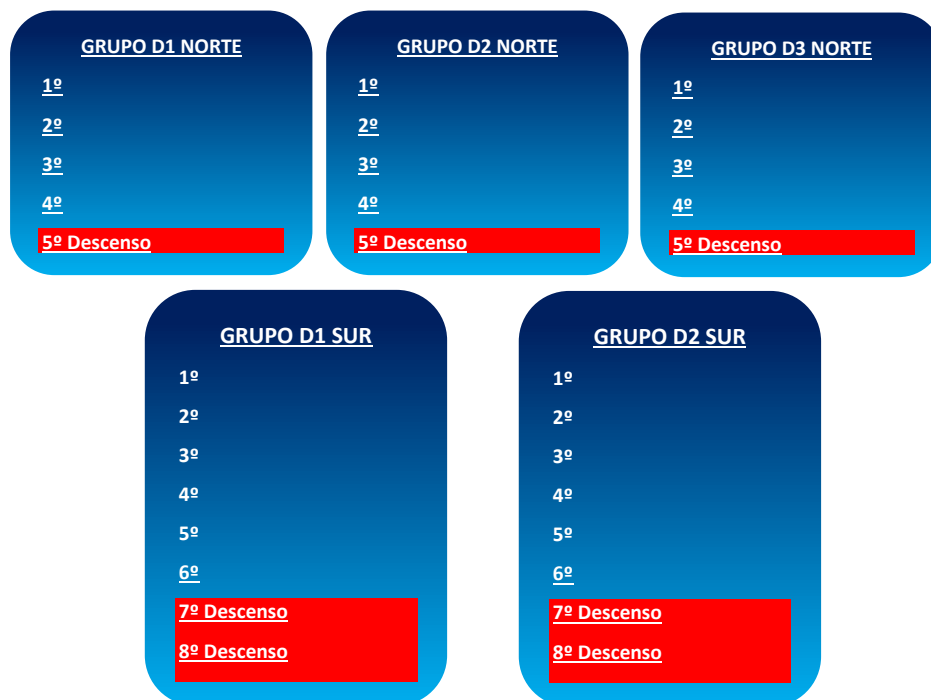 GRUPO D1 NORTE
1º
2º
3º
4º
5º Descenso
GRUPO D2 NORTE
1º
2º
3º
4º
5º Descenso
GRUPO D3 NORTE
1º
2º
3º
4º
5º Descenso
GRUPO D1 SUR
1º
2º
3º
4º
5º
6º
7º Descenso
8º Descenso
GRUPO D2 SUR
1º
2º
3º
4º
5º
6º
7º Descenso
8º Descenso